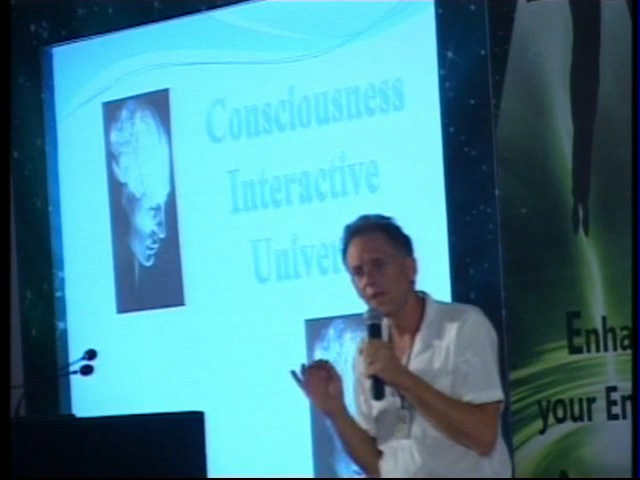 Consciousness
Interactive
Univer
Enha
your En